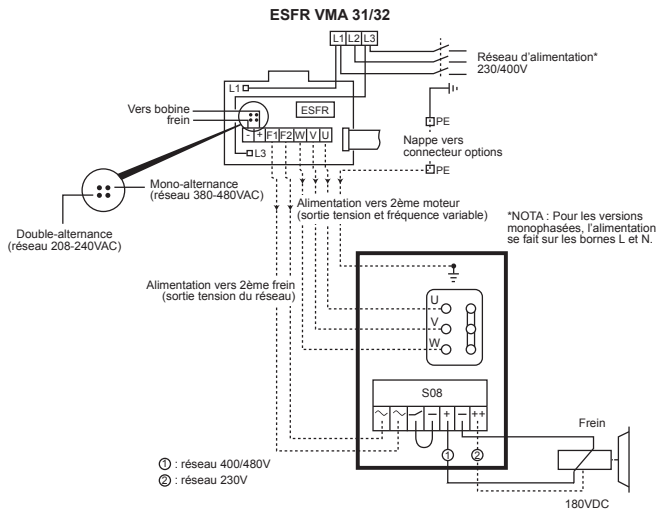 ESFR VMA 31/32
L1 L2 L3
Réseau d'alimentation*
230/400V
L1
ESFR
Vers bobine
frein
- + F1 F2 W V U
L3
PE
Nappe vers
connecteur options
PE
Mono-alternance
(réseau 380-480VAC)
Double-alternance
(réseau 208-240VAC)
Alimentation vers 2ème moteur
(sortie tension et fréquence variable)
*NOTA : Pour les versions
monophasées, l'alimentation
se fait sur les bornes L et N.
Alimentation vers 2ème frein
(sortie tension du réseau)
U
V
W
S08
+ – ++
Frein
① : réseau 400/480V
② : réseau 230V
① ②
180VDC